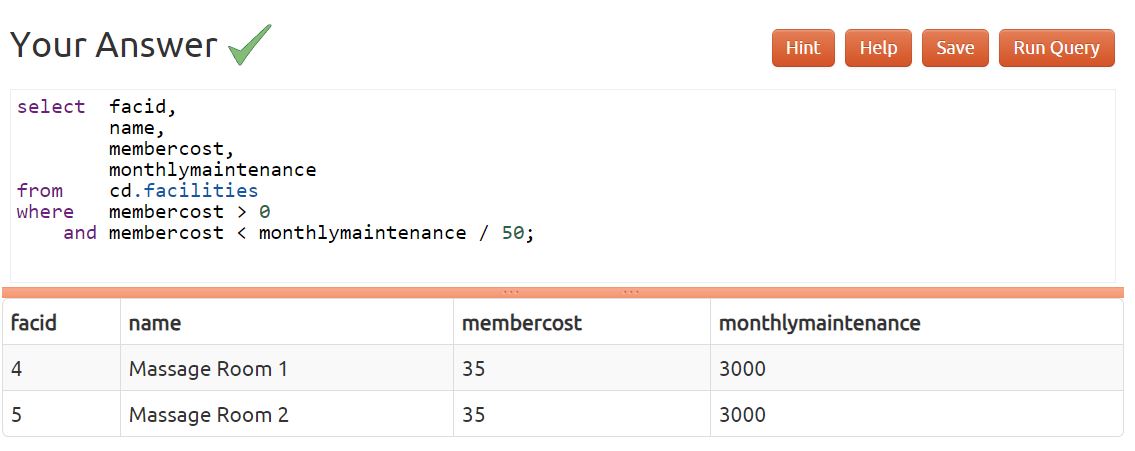 Your Answer
Hint Help Save Run Query
select facid,
name,
membercost,
monthlymaintenance
from cd.facilities
where membercost > 0
and membercost < monthlymaintenance / 50;
facid name membercost monthlymaintenance
4 Massage Room 1 35 3000
5 Massage Room 2 35 3000